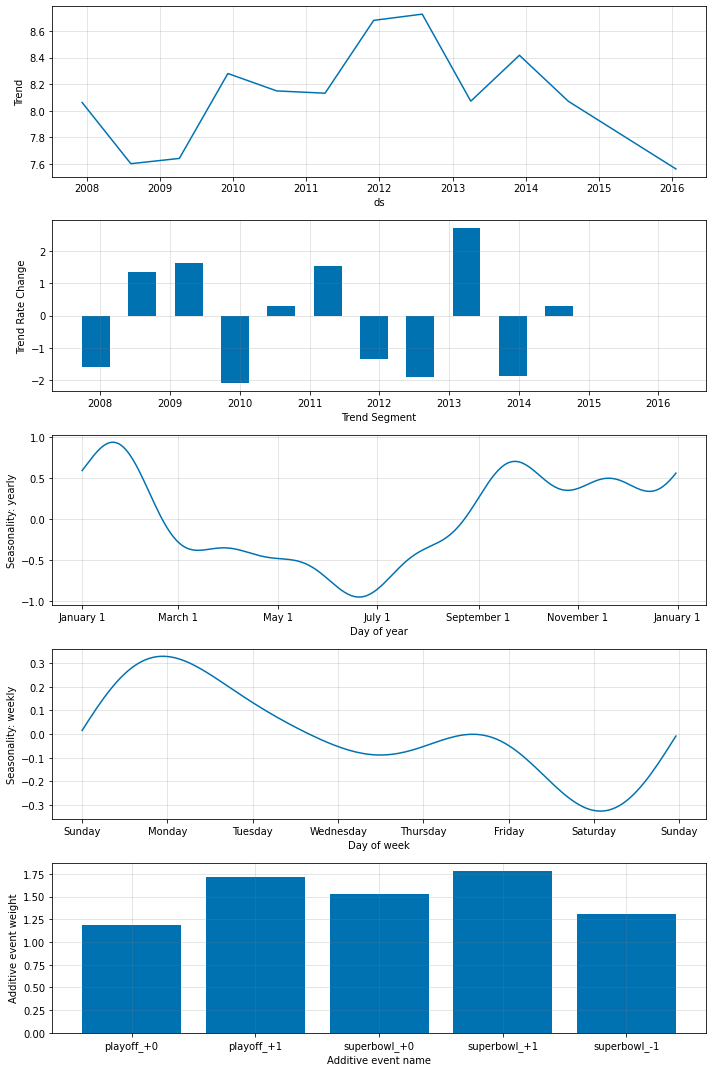 Trend
8.6
8.4
8.2
8.0
7.8
7.6
2008 2009 2010 2011 2012 2013 2014 2015 2016
ds
Trend Rate Change
2
1
0
−1
−2
2008 2009 2010 2011 2012 2013 2014 2015 2016
Trend Segment
Seasonality: yearly
1.0
0.5
0.0
−0.5
−1.0
January 1 March 1 May 1 July 1 September 1 November 1 January 1
Day of year
Seasonality: weekly
0.3
0.2
0.1
0.0
−0.1
−0.2
−0.3
Sunday Monday Tuesday Wednesday Thursday Friday Saturday Sunday
Day of week
Additive event weight
1.75
1.50
1.25
1.00
0.75
0.50
0.25
0.00
playoff_+0 playoff_+1 superbowl_+0 superbowl_+1 superbowl_-1
Additive event name